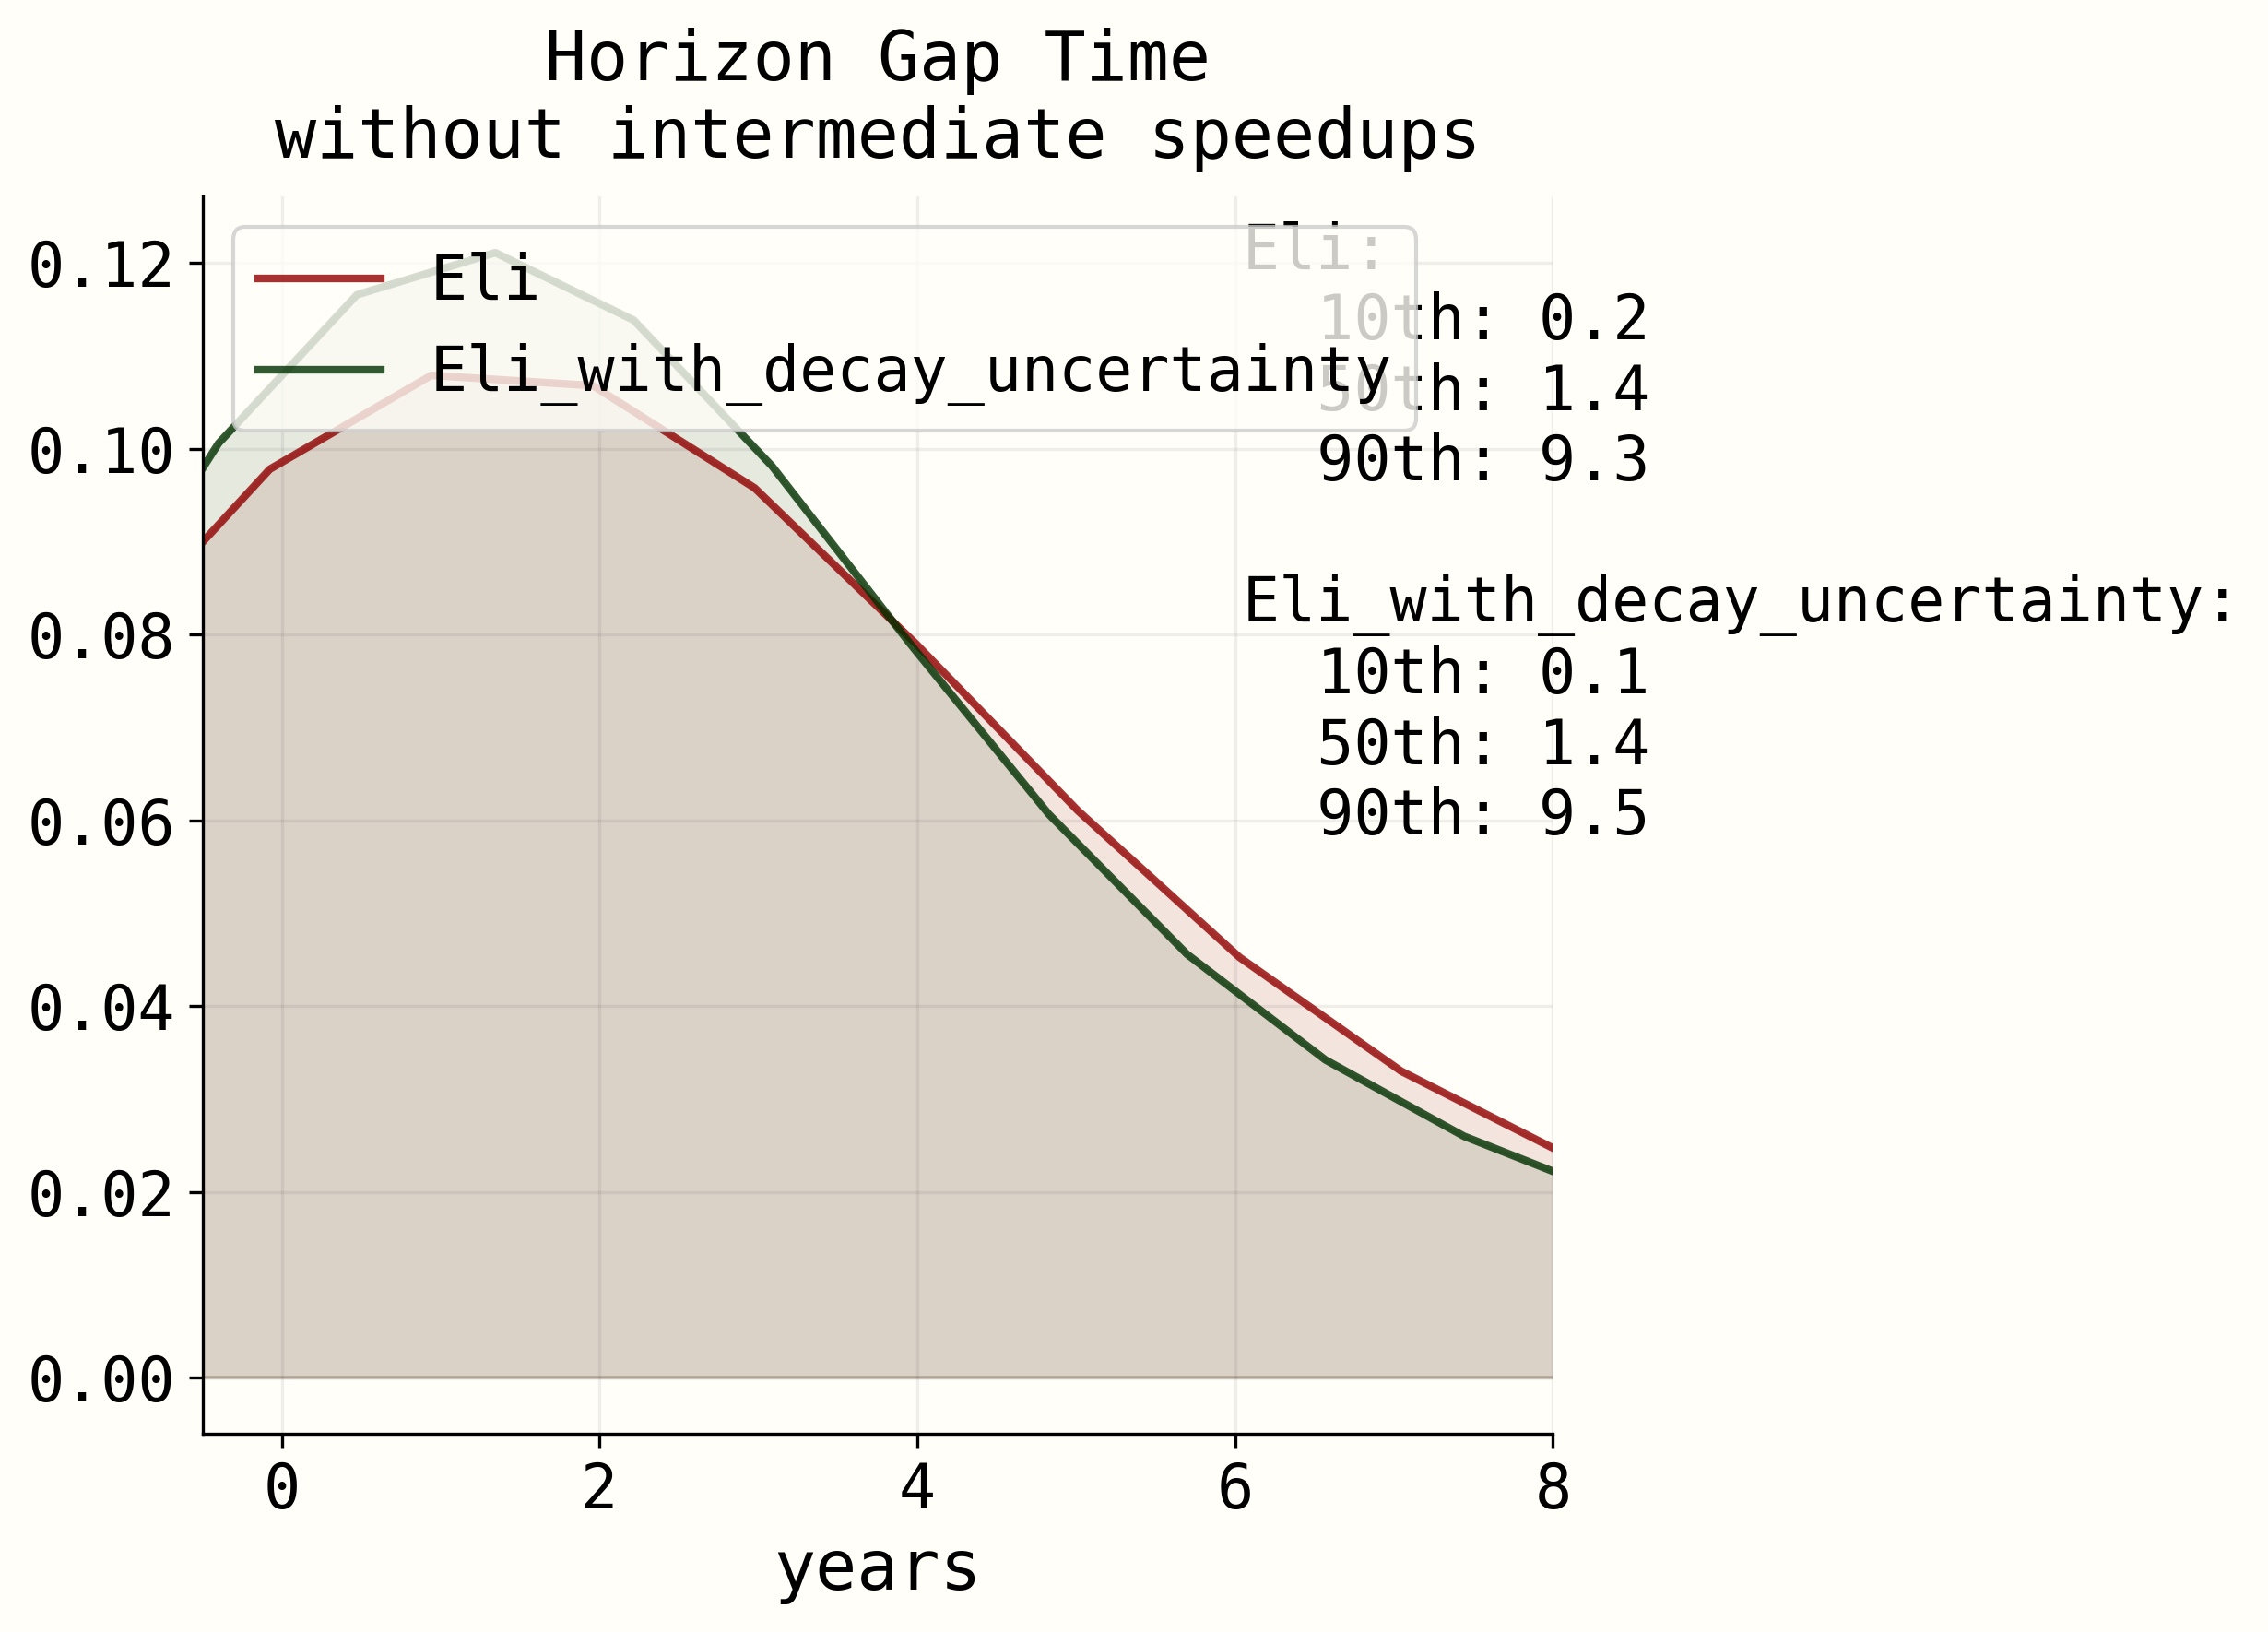 Horizon Gap Time
without intermediate speedups
0.12
0.10
0.08
0.06
0.04
0.02
0.00
Eli
Eli_with_decay_uncertainty
Eli:
10th: 0.2
50th: 1.4
90th: 9.3
Eli_with_decay_uncertainty:
10th: 0.1
50th: 1.4
90th: 9.5
0 2 4 6 8
years